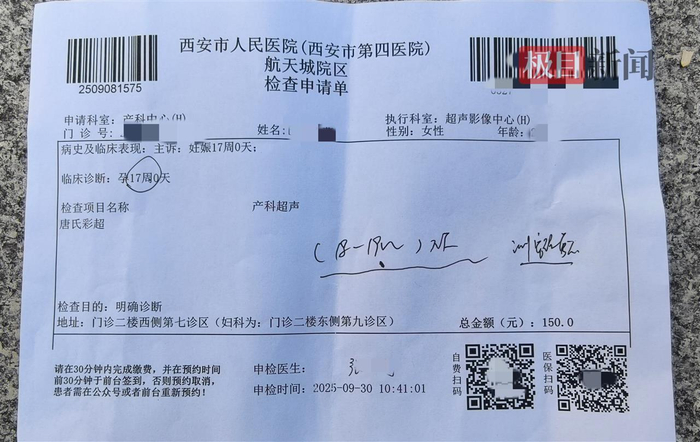 极目新闻
西安市人民医院(西安市第四医院)
航天城院区
检查申请单
2509081575
申请科室：产科中心(H) 执行科室：超声影像中心(H)
门诊号： 姓名： 性别：女性 年龄：
病史及临床表现：主诉：妊娠17周0天；
临床诊断：孕17周0天
检查项目名称 产科超声
唐氏彩超
检查目的：明确诊断
地址：门诊二楼西侧第七诊区(妇科为：门诊二楼东侧第九诊区) 总金额(元)：150.0
请在30分钟内完成缴费，并在预约时间
前30分钟于前台签到，否则预约取消，
患者需在公众号或者前台重新预约！
申检医生：
申检时间：2025-09-30 10:41:01
自费扫码
医保扫码